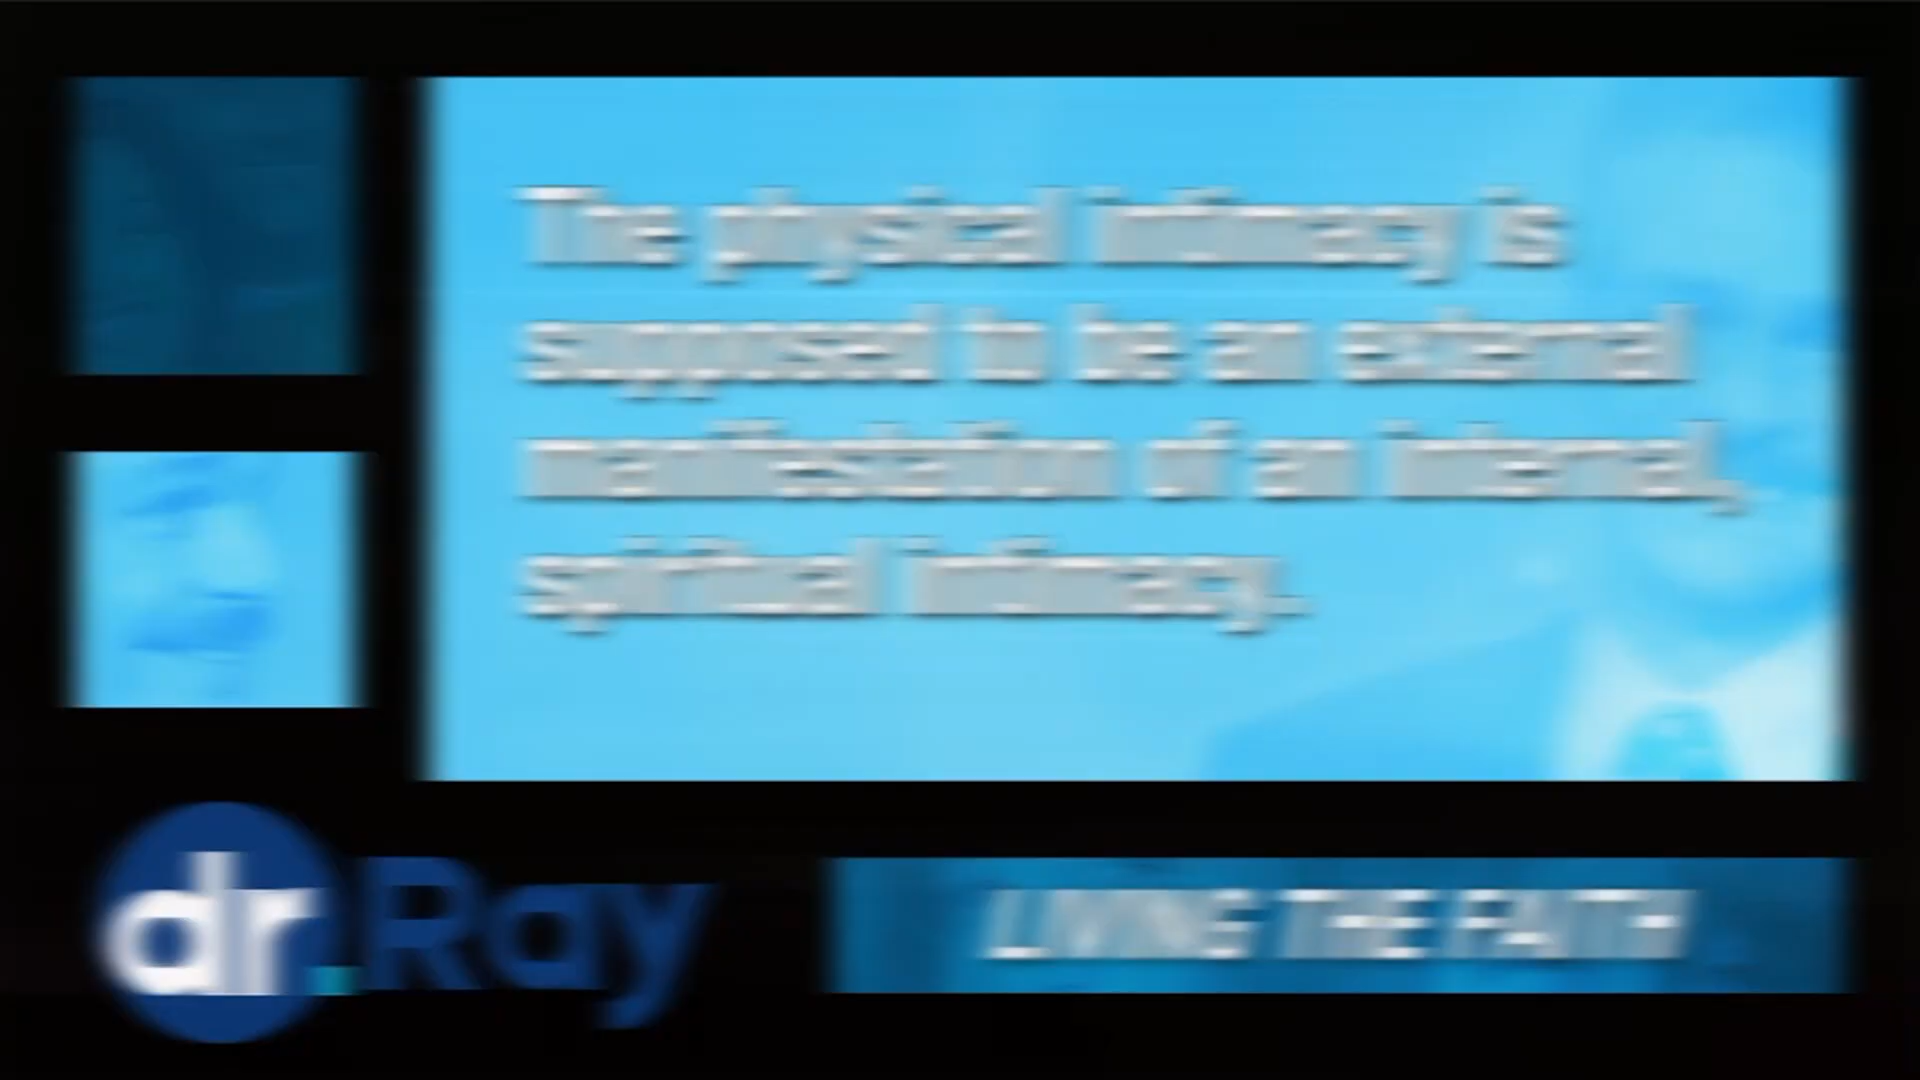 The physical intimacy is
supposed to be an external
manifestation of an internal,
spiritual intimacy.
dr.Ray
LIVING THE FAITH